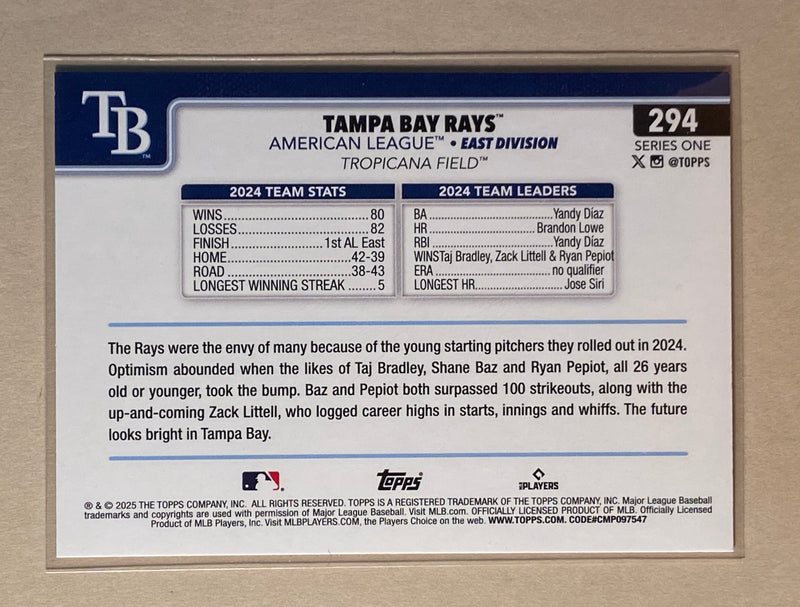 TB™
TAMPA BAY RAYS™
294
AMERICAN LEAGUE™ • EAST DIVISION
SERIES ONE
TROPICANA FIELD™
@TOPPS
2024 TEAM STATS
WINS........................................80
LOSSES....................................82
FINISH.........................1st AL East
HOME..................................42-39
ROAD..................................38-43
LONGEST WINNING STREAK........5
2024 TEAM LEADERS
BA...................................Yandy Díaz
HR..............................Brandon Lowe
RBI..................................Yandy Díaz
WINSTaj Bradley, Zack Littell & Ryan Pepiot
ERA...............................no qualifier
LONGEST HR........................Jose Siri
The Rays were the envy of many because of the young starting pitchers they rolled out in 2024.
Optimism abounded when the likes of Taj Bradley, Shane Baz and Ryan Pepiot, all 26 years
old or younger, took the bump. Baz and Pepiot both surpassed 100 strikeouts, along with the
up-and-coming Zack Littell, who logged career highs in starts, innings and whiffs. The future
looks bright in Tampa Bay.
Topps®
PLAYERS
® & © 2025 THE TOPPS COMPANY, INC. ALL RIGHTS RESERVED. TOPPS IS A REGISTERED TRADEMARK OF THE TOPPS COMPANY, INC. Major League Baseball
trademarks and copyrights are used with permission of Major League Baseball. Visit MLB.com. OFFICIALLY LICENSED PRODUCT OF MLB. Officially Licensed
Product of MLB Players, Inc. Visit MLBPLAYERS.COM, the Players Choice on the web. WWW.TOPPS.COM. CODE#CMP097547